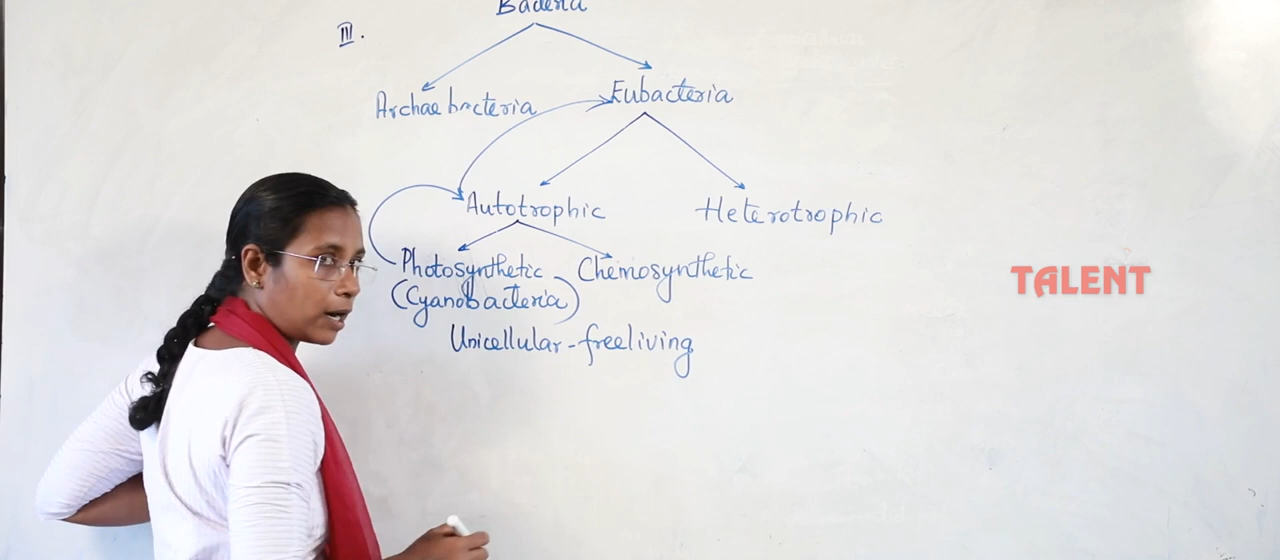 Bacteria
III.
Archaebacteria Eubacteria
Autotrophic Heterotrophic
Photosynthetic Chemosynthetic
(Cyanobacteria)
Unicellular - freeliving
TALENT